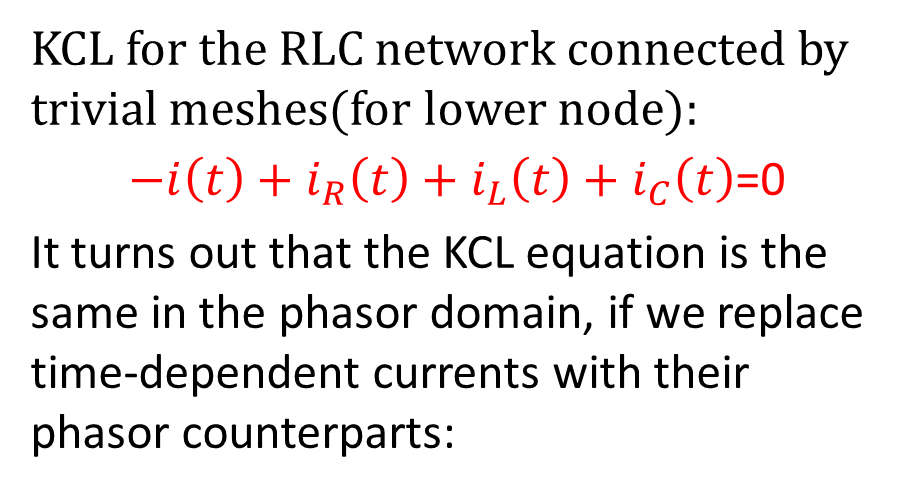 KCL for the RLC network connected by
trivial meshes(for lower node):
−i(t) + i_R(t) + i_L(t) + i_C(t)=0
It turns out that the KCL equation is the
same in the phasor domain, if we replace
time-dependent currents with their
phasor counterparts: